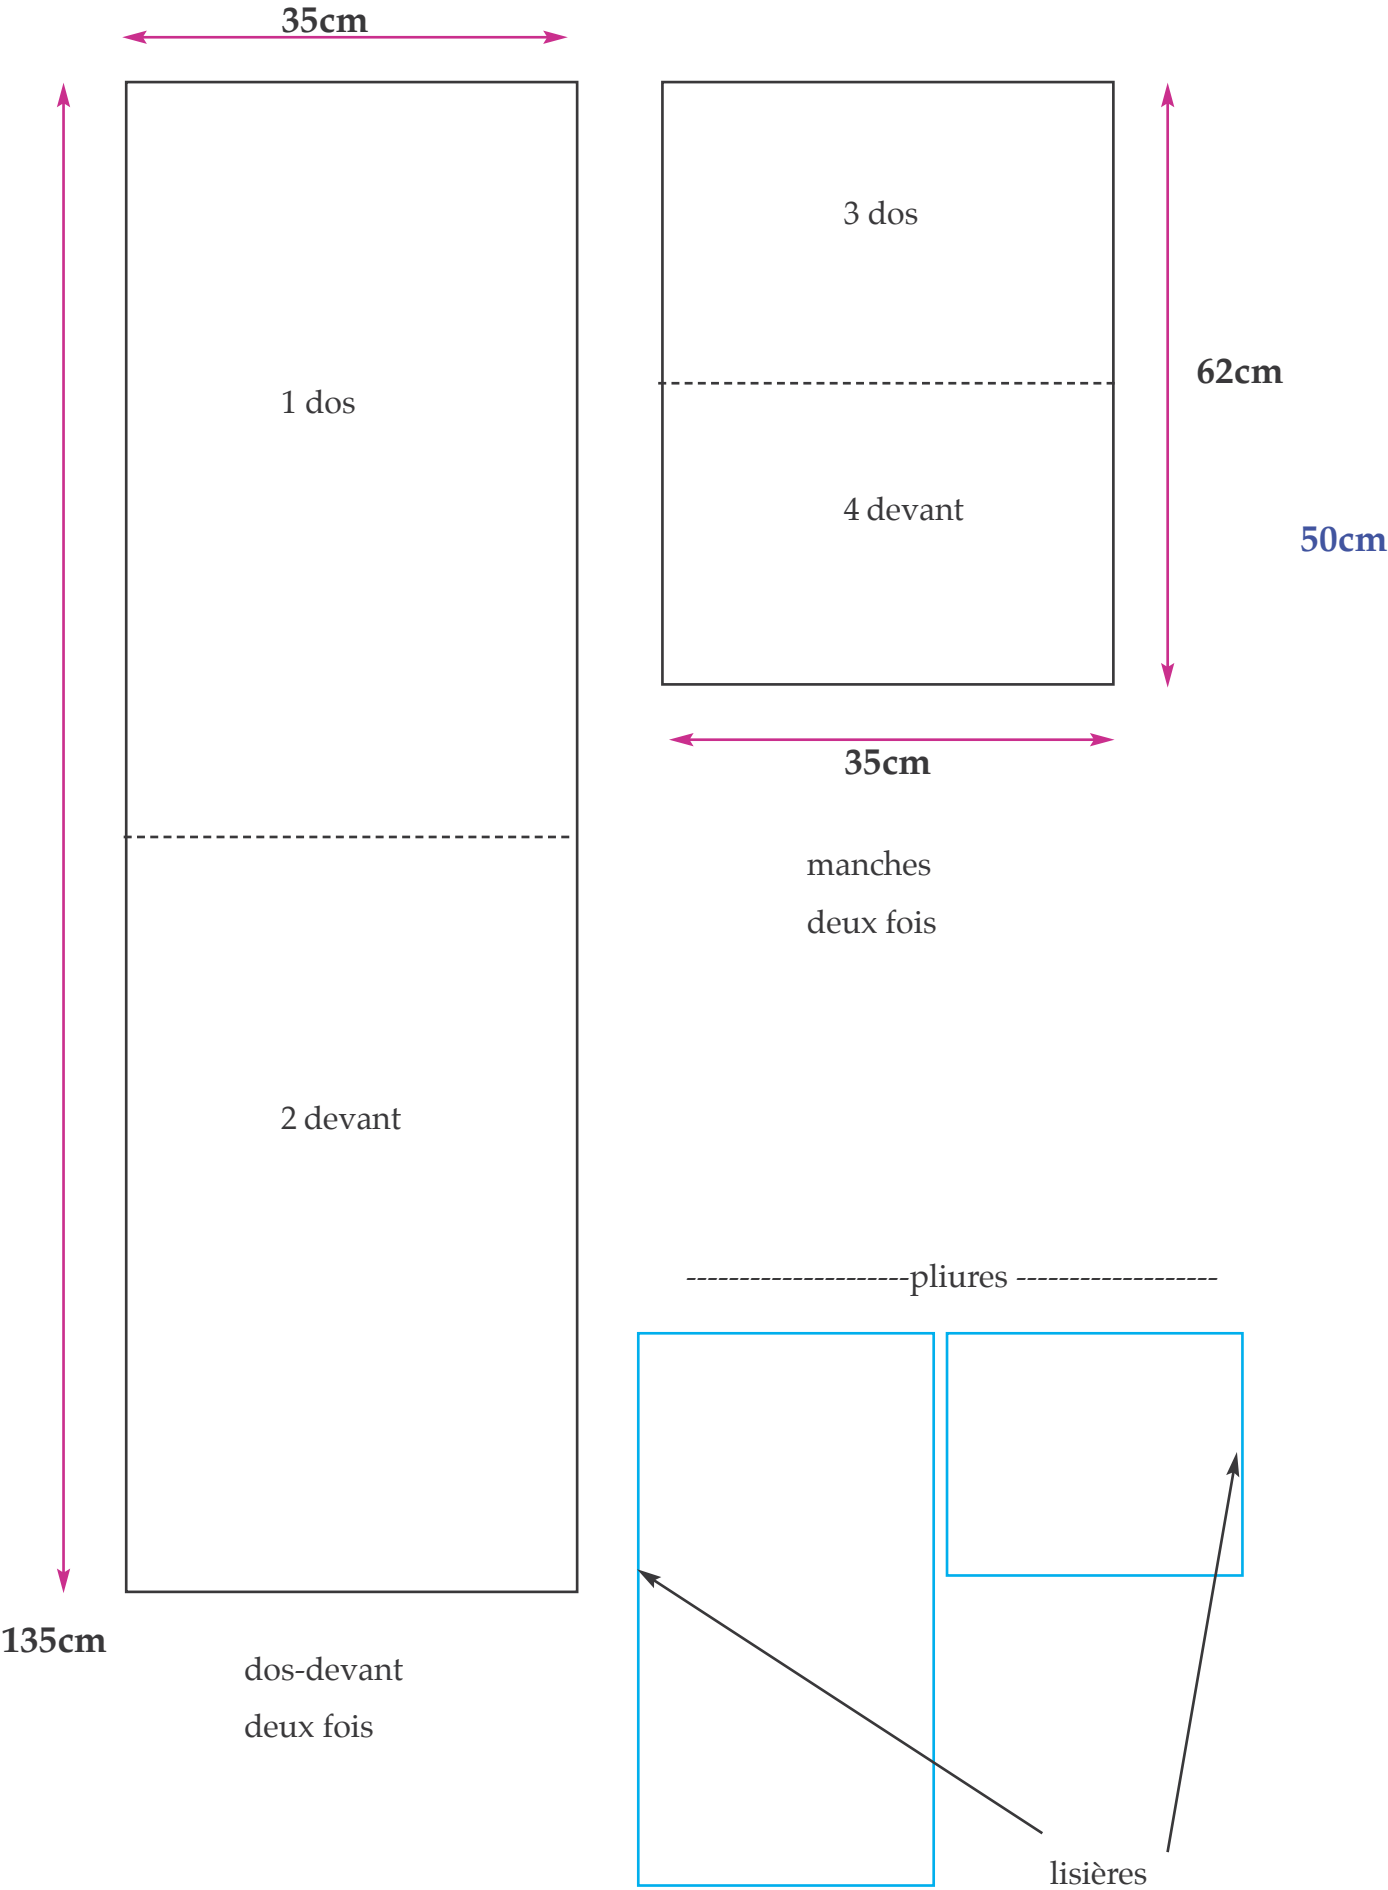 35cm
3 dos
62cm
1 dos
4 devant
50cm
35cm
manches
deux fois
2 devant
---------------------pliures -------------------
135cm
dos-devant
deux fois
lisières